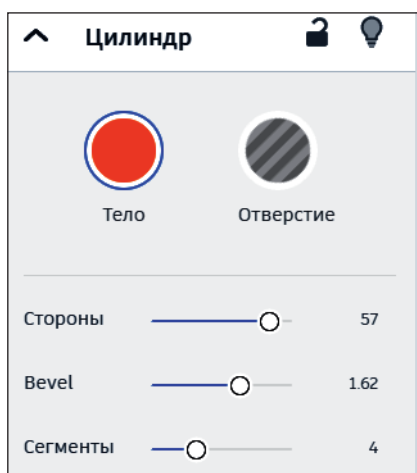 Цилиндр
Тело Отверстие
Стороны 57
Bevel 1.62
Сегменты 4